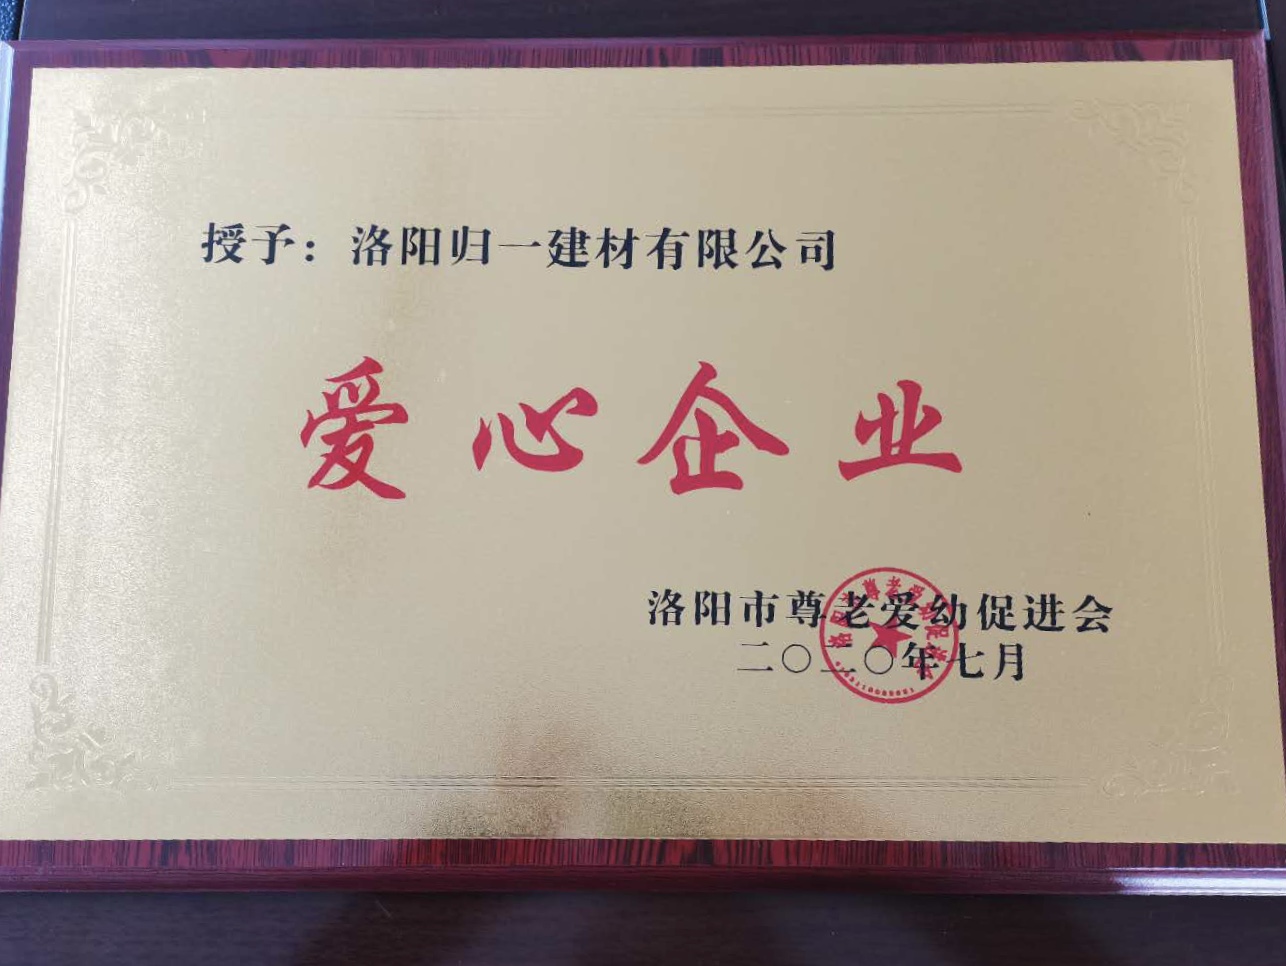 授予：洛阳归一建材有限公司
爱心企业
洛阳市尊老爱幼促进会
二〇二〇年七月